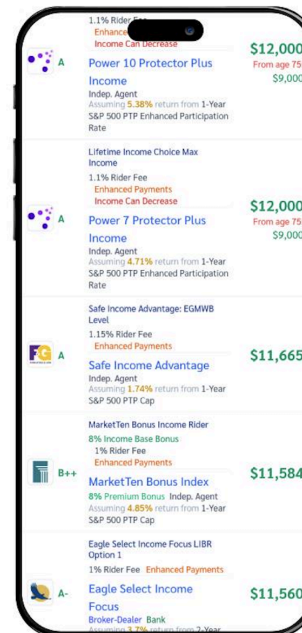 1.1% Rider Fee
Enhanced
Income Can Decrease
A
Power 10 Protector Plus
Income
Indep. Agent
Assuming 5.38% return from 1-Year
S&P 500 PTP Enhanced Participation
Rate
$12,000
From age 75
$9,000
Lifetime Income Choice Max
Income
1.1% Rider Fee
Enhanced Payments
Income Can Decrease
A
Power 7 Protector Plus
Income
Indep. Agent
Assuming 4.71% return from 1-Year
S&P 500 PTP Enhanced Participation
Rate
$12,000
From age 75
$9,000
Safe Income Advantage: EGMWB
Level
1.15% Rider Fee
Enhanced Payments
A
Safe Income Advantage
Indep. Agent
Assuming 1.74% return from 1-Year
S&P 500 PTP Cap
$11,665
MarketTen Bonus Income Rider
8% Income Base Bonus
1% Rider Fee
Enhanced Payments
B++
MarketTen Bonus Index
8% Premium Bonus Indep. Agent
Assuming 4.85% return from 1-Year
S&P 500 PTP Cap
$11,584
Eagle Select Income Focus LIBR
Option 1
1% Rider Fee Enhanced Payments
A-
Eagle Select Income
Focus
Broker-Dealer Bank
Assuming 3.7% return from 2-Year
$11,560